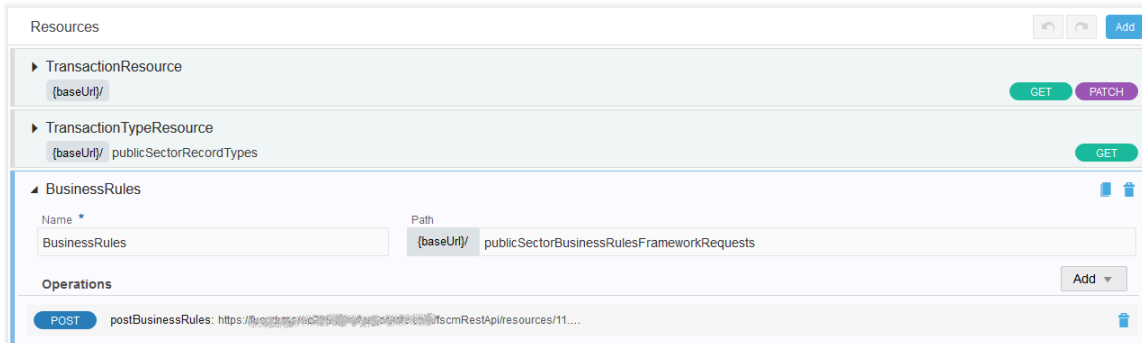 Resources Add
TransactionResource
{baseUrl}/ GET PATCH
TransactionTypeResource
{baseUrl}/ publicSectorRecordTypes GET
BusinessRules
Name * Path
BusinessRules {baseUrl}/ publicSectorBusinessRulesFrameworkRequests
Operations Add
POST postBusinessRules: https:/ fscmRestApi/resources/11....